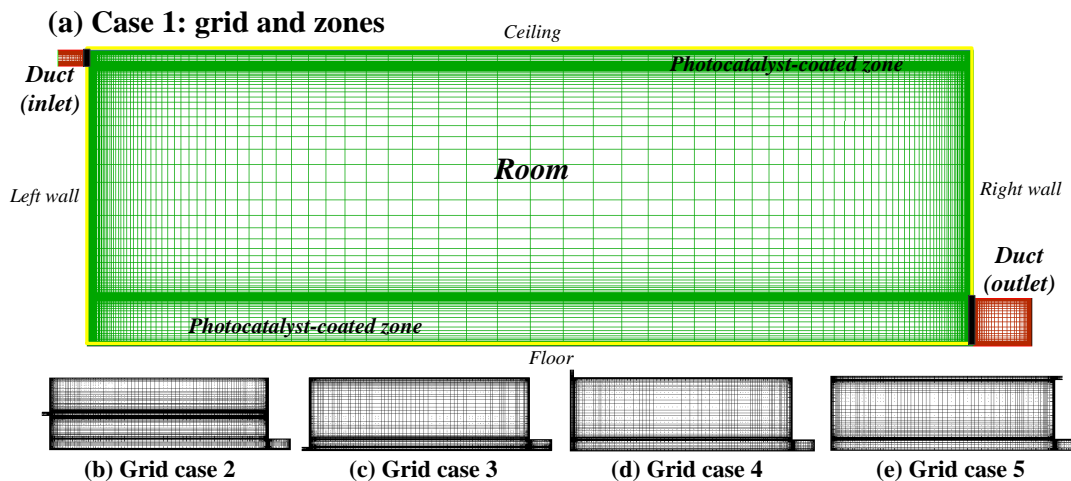 (a) Case 1: grid and zones
Ceiling
Duct
(inlet)
Photocatalyst-coated zone
Room
Left wall
Right wall
Duct
(outlet)
Photocatalyst-coated zone
Floor
(b) Grid case 2
(c) Grid case 3
(d) Grid case 4
(e) Grid case 5